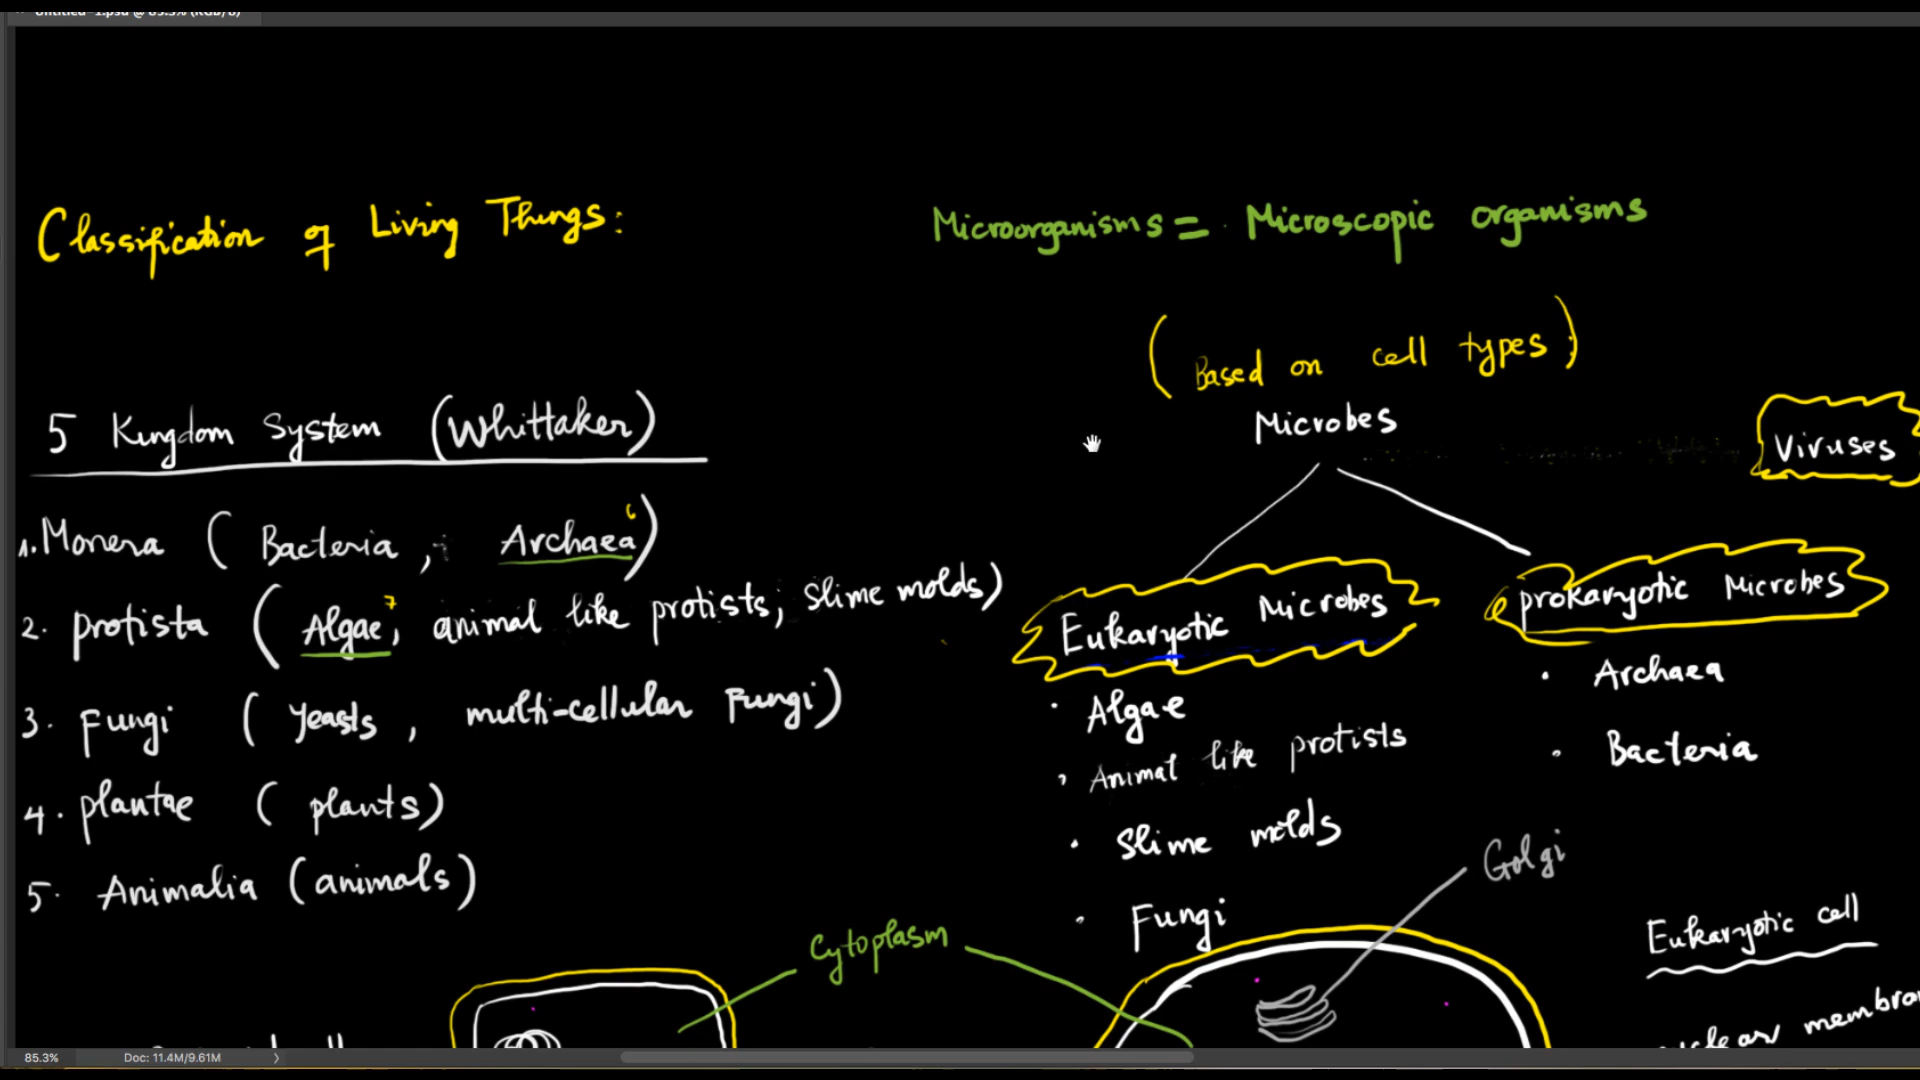 Classification of Living Things:
5 Kingdom System (Whittaker)
1. Monera ( Bacteria , Archaea 6 )
2. protista ( Algae 7 , animal like protists, slime molds)
3. Fungi ( Yeasts , multi-cellular Fungi)
4. plantae ( plants )
5. Animalia (animals)
Microorganisms = Microscopic organisms
(Based on cell types)
Microbes
Viruses
Eukaryotic Microbes
• Algae
• Animal like protists
• Slime molds
• Fungi
prokaryotic Microbes
• Archaea
• Bacteria
Golgi
Cytoplasm
Eukaryotic cell
85.3%
Doc: 11.4M/9.61M